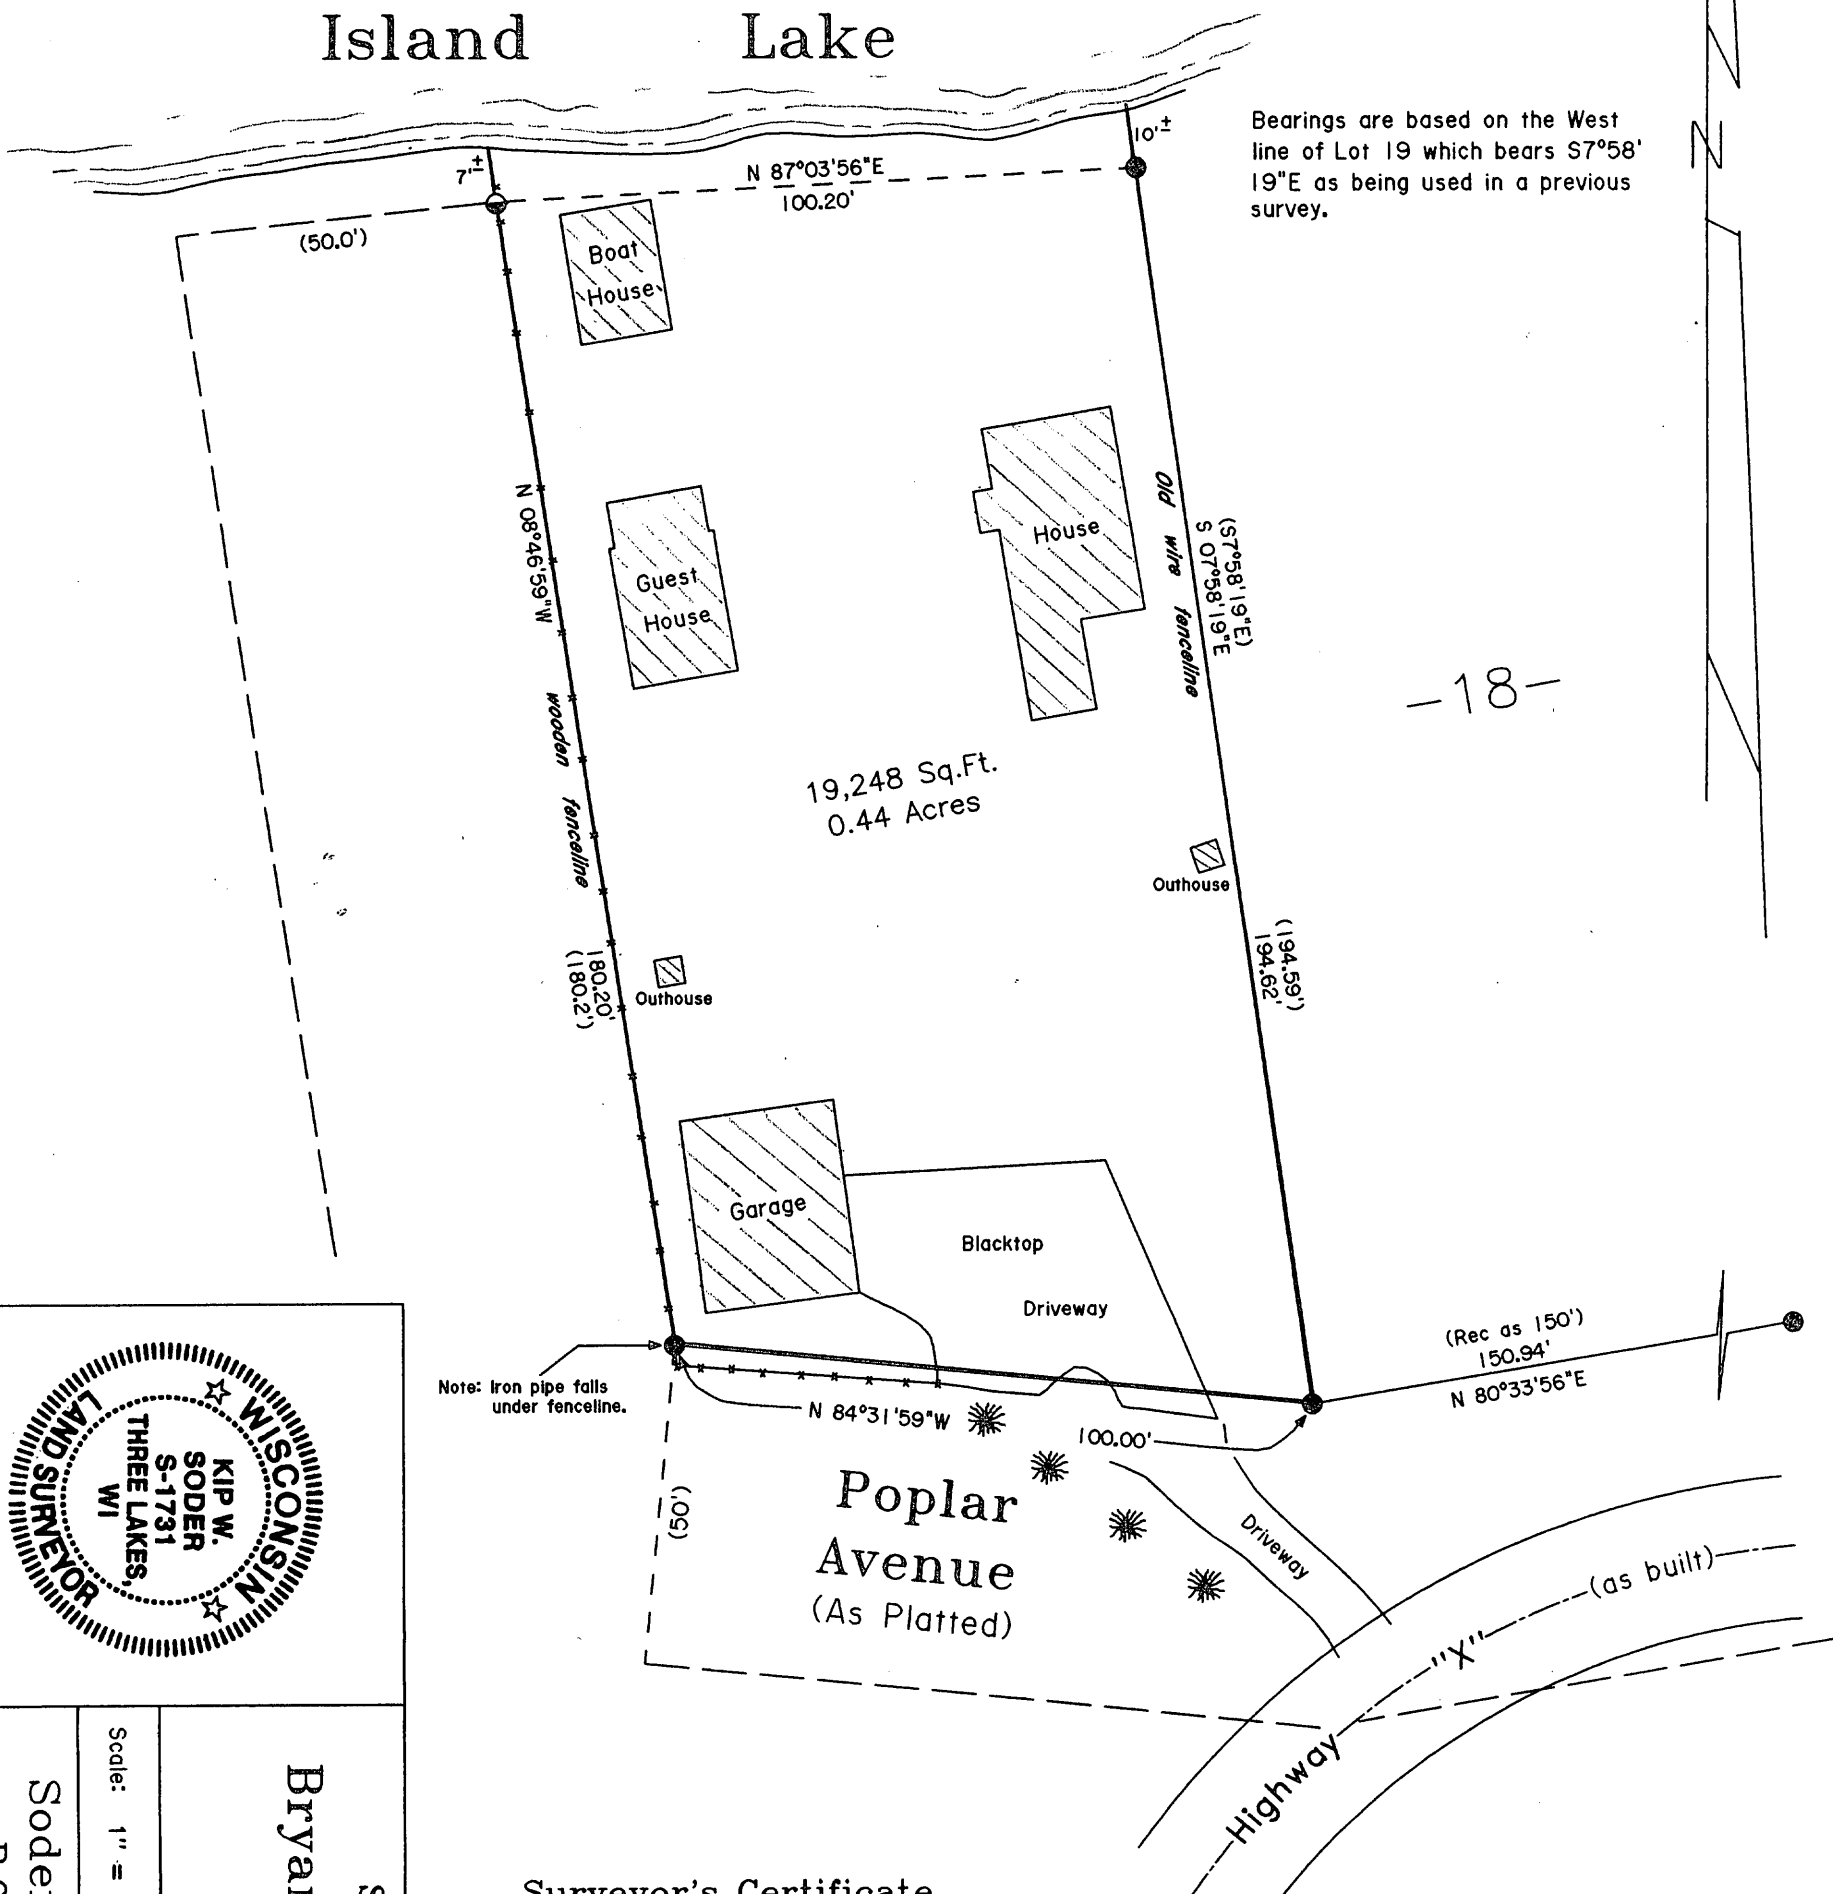 Island Lake
Bearings are based on the West
line of Lot 19 which bears S7°58'
19"E as being used in a previous
survey.
N
7'±
10'±
N 87°03'56"E
100.20'
(50.0')
Boat
House
N 08°46'59"W
Guest
House
House
Old wire fenceline
(S7°58'19"E)
S 07°58'19"E
-18-
wooden fenceline
19,248 Sq.Ft.
0.44 Acres
Outhouse
(194.59')
194.62'
180.20'
(180.2')
Outhouse
Garage
Blacktop
Driveway
(Rec as 150')
150.94'
N 80°33'56"E
Note: Iron pipe falls
under fenceline.
N 84°31'59"W
100.00'
(50')
Poplar
Avenue
(As Platted)
Driveway
Highway "X" (as built)
WISCONSIN
KIP W.
SODER
S-1731
THREE LAKES,
WI
LAND SURVEYOR
Scale: 1" =
Surveyor's Certificate